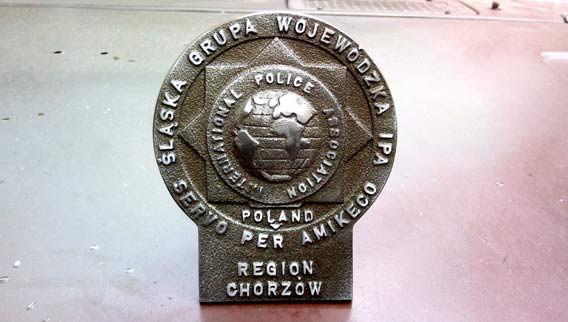 ŚLĄSKA GRUPA WOJEWÓDZKA IPA
SERVO PER AMIKECO
INTERNATIONAL POLICE ASSOCIATION
POLAND
REGION
CHORZÓW